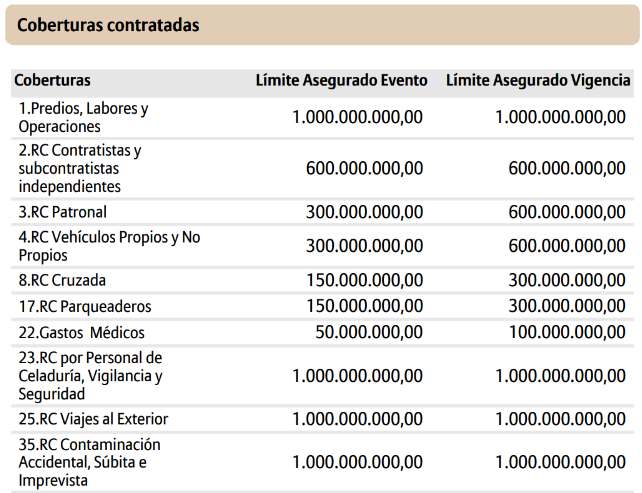 Coberturas contratadas
Coberturas Límite Asegurado Evento Límite Asegurado Vigencia
1.Predios, Labores y
Operaciones 1.000.000.000,00 1.000.000.000,00
2.RC Contratistas y
subcontratistas 600.000.000,00 600.000.000,00
independientes
3.RC Patronal 300.000.000,00 600.000.000,00
4.RC Vehículos Propios y No
Propios 300.000.000,00 600.000.000,00
8.RC Cruzada 150.000.000,00 300.000.000,00
17.RC Parqueaderos 150.000.000,00 300.000.000,00
22.Gastos Médicos 50.000.000,00 100.000.000,00
23.RC por Personal de
Celaduría, Vigilancia y 1.000.000.000,00 1.000.000.000,00
Seguridad
25.RC Viajes al Exterior 1.000.000.000,00 1.000.000.000,00
35.RC Contaminación
Accidental, Súbita e 1.000.000.000,00 1.000.000.000,00
Imprevista